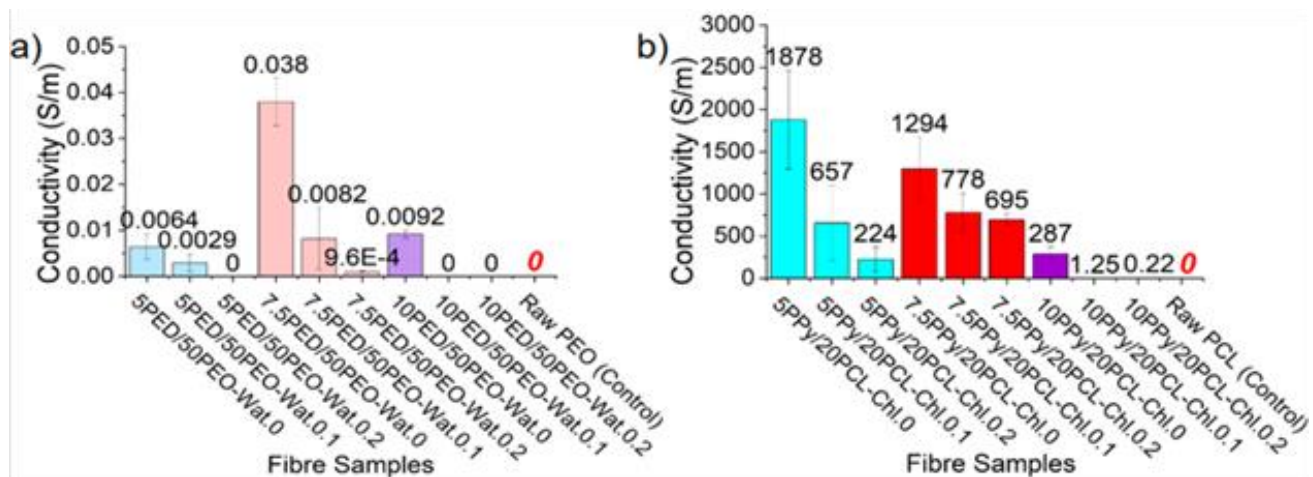 a)
Conductivity (S/m)
0.05
0.04
0.03
0.02
0.01
0.00
0.0064
0.0029
0
0.038
0.0082
9.6E-4
0.0092
0
0
0
5PED/50PEO-Wat.0
5PED/50PEO-Wat.0.1
5PED/50PEO-Wat.0.2
7.5PED/50PEO-Wat.0
7.5PED/50PEO-Wat.0.1
7.5PED/50PEO-Wat.0.2
10PED/50PEO-Wat.0
10PED/50PEO-Wat.0.1
10PED/50PEO-Wat.0.2
Raw PEO (Control)
Fibre Samples
b)
Conductivity (S/m)
3000
2500
2000
1500
1000
500
0
1878
657
224
1294
778
695
287
1.25
0.22
0
5PPy/20PCL-Chl.0
5PPy/20PCL-Chl.0.1
5PPy/20PCL-Chl.0.2
7.5PPy/20PCL-Chl.0
7.5PPy/20PCL-Chl.0.1
7.5PPy/20PCL-Chl.0.2
10PPy/20PCL-Chl.0
10PPy/20PCL-Chl.0.1
10PPy/20PCL-Chl.0.2
Raw PCL (Control)
Fibre Samples